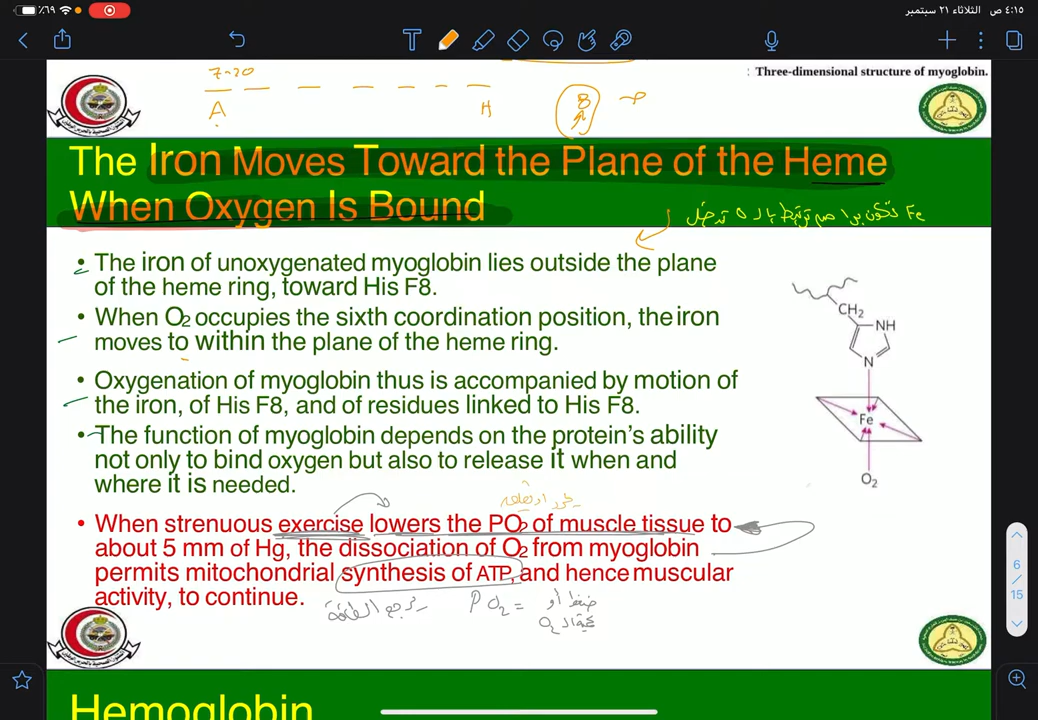 ٤:١٥ ص الثلاثاء ٢١ سبتمبر
٪٦٩
: Three-dimensional structure of myoglobin.
7-20
A
H
The Iron Moves Toward the Plane of the Heme
When Oxygen Is Bound
• The iron of unoxygenated myoglobin lies outside the plane
of the heme ring, toward His F8.
• When O2 occupies the sixth coordination position, the iron
moves to within the plane of the heme ring.
• Oxygenation of myoglobin thus is accompanied by motion of
the iron, of His F8, and of residues linked to His F8.
• The function of myoglobin depends on the protein's ability
not only to bind oxygen but also to release it when and
where it is needed.
• When strenuous exercise lowers the PO2 of muscle tissue to
about 5 mm of Hg, the dissociation of O2 from myoglobin
permits mitochondrial synthesis of ATP, and hence muscular
activity, to continue.
ترجع الطاقة
PO2 = ضغط أو
كمية الـ O2
CH2
NH
N
Fe
O2
6
/
15
Hemoglobin